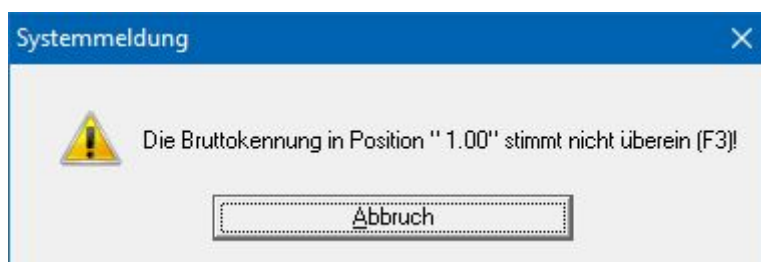 Systemmeldung
Die Bruttokennung in Position " 1.00" stimmt nicht überein (F3)!
Abbruch